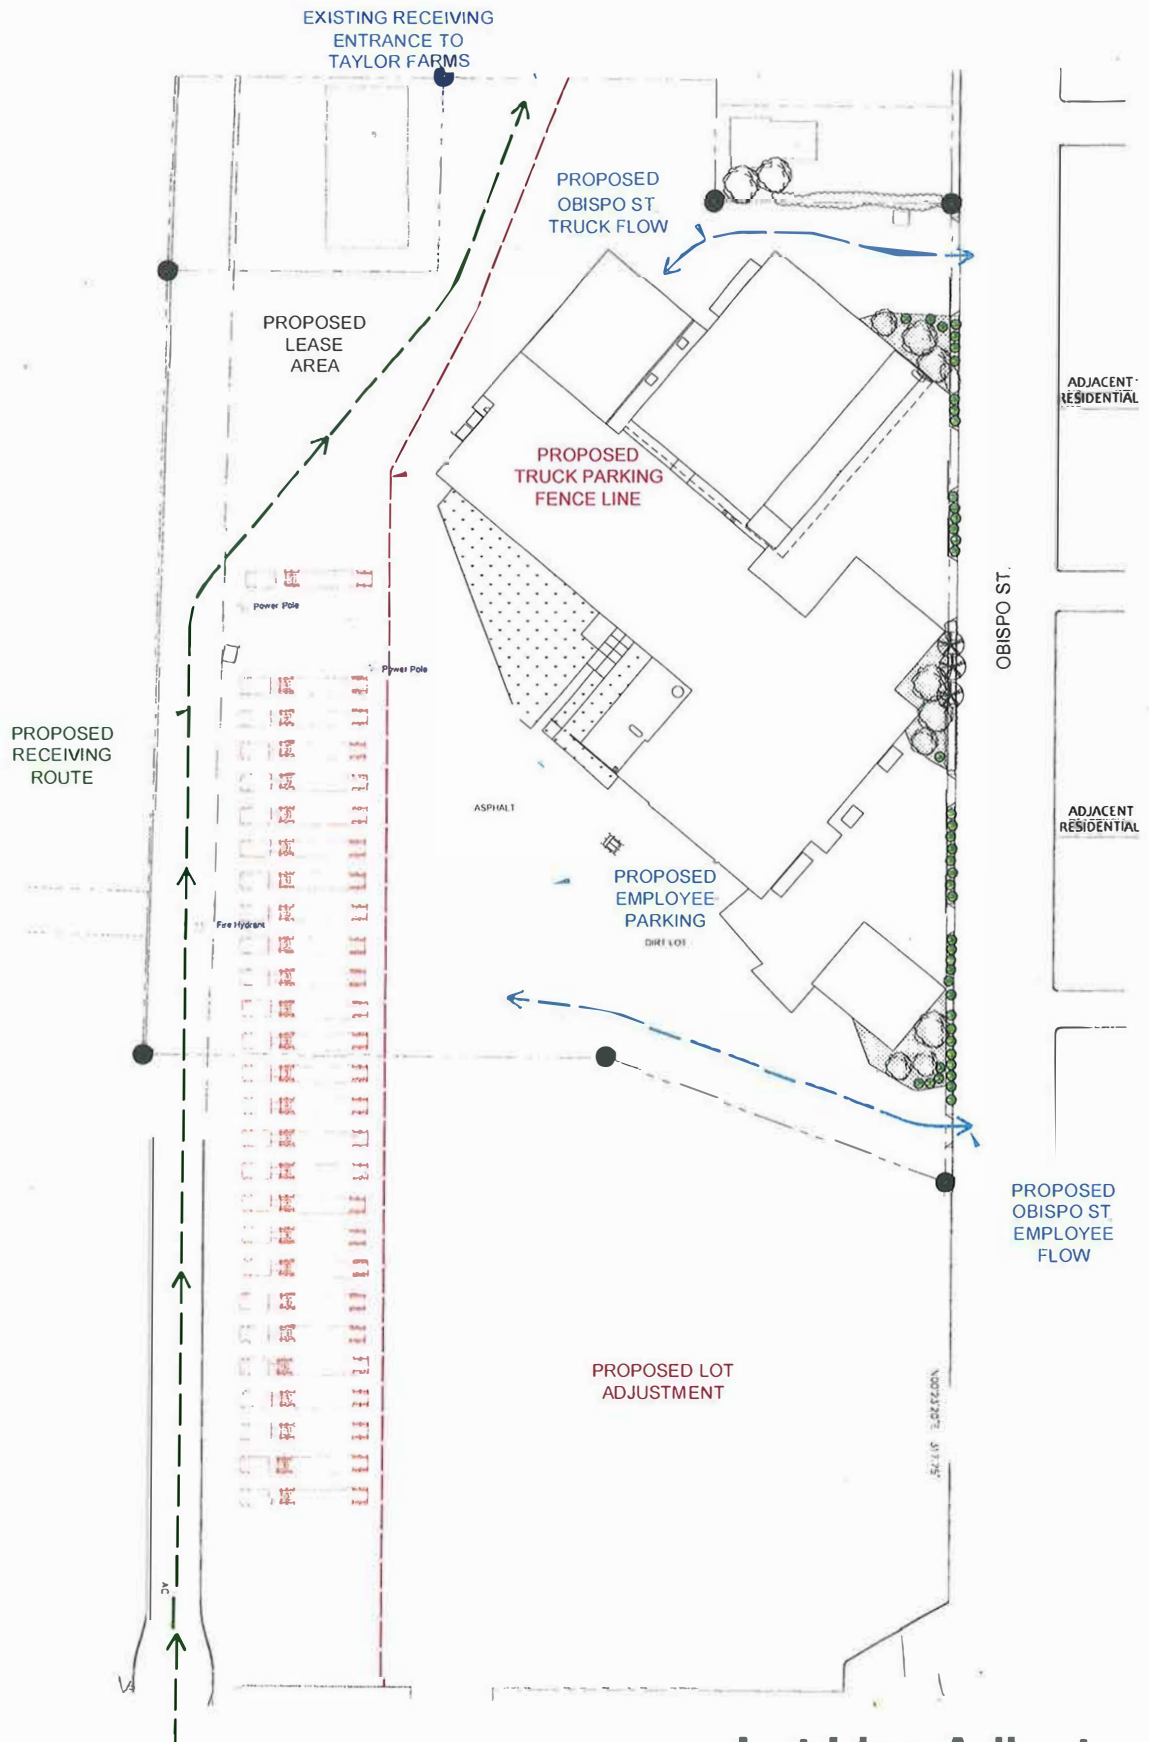 EXISTING RECEIVING
ENTRANCE TO
TAYLOR FARMS
PROPOSED
OBISPO ST
TRUCK FLOW
PROPOSED
LEASE
AREA
ADJACENT
RESIDENTIAL
PROPOSED
TRUCK PARKING
FENCE LINE
OBISPO ST.
Power Pole
Power Pole
PROPOSED
RECEIVING
ROUTE
ASPHALT
ADJACENT
RESIDENTIAL
PROPOSED
EMPLOYEE
PARKING
DIRT LOT
Fire Hydrant
PROPOSED
OBISPO ST
EMPLOYEE
FLOW
PROPOSED LOT
ADJUSTMENT
AC